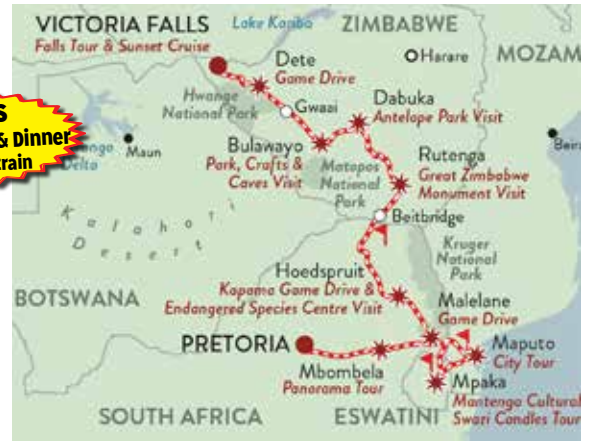 VICTORIA FALLS
Falls Tour & Sunset Cruise
Lake Kariba
ZIMBABWE
Harare
MOZAM
Dete
Game Drive
Hwange
National Park
Gwaai
Dabuka
Antelope Park Visit
S
& Dinner
train
ango
Delta
Maun
Bulawayo
Park, Crafts &
Caves Visit
Matopos
National
Park
Rutenga
Great Zimbabwe
Monument Visit
Beira
Kalahari
Desert
Beitbridge
Kruger
National
Park
Hoedspruit
Kapama Game Drive &
Endangered Species Centre Visit
BOTSWANA
Malelane
Game Drive
PRETORIA
Mbombela
Panorama Tour
Maputo
City Tour
Mpaka
Mantenga Cultural
Swazi Candles Tour
SOUTH AFRICA
ESWATINI